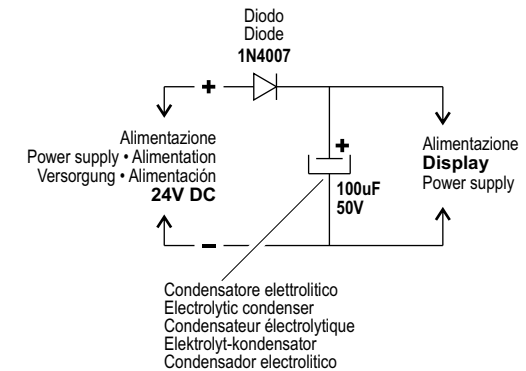 Diodo
Diode
1N4007
+
Alimentazione
Power supply • Alimentation
Versorgung • Alimentación
24V DC
–
+
100uF
50V
Alimentazione
Display
Power supply
Condensatore elettrolitico
Electrolytic condenser
Condensateur électrolytique
Elektrolyt-kondensator
Condensador electrolitico